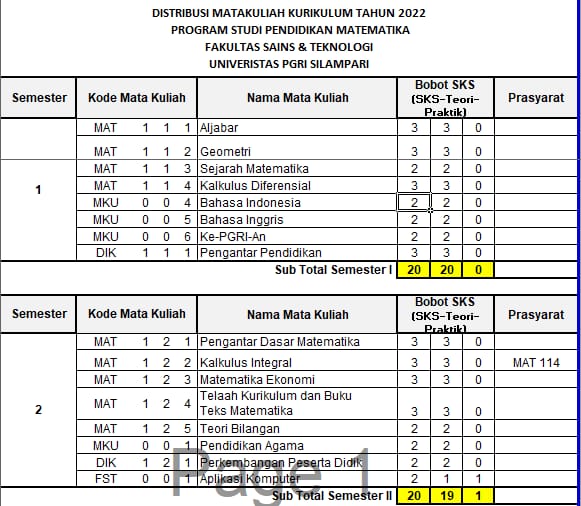 DISTRIBUSI MATAKULIAH KURIKULUM TAHUN 2022
PROGRAM STUDI PENDIDIKAN MATEMATIKA
FAKULTAS SAINS & TEKNOLOGI
UNIVERISTAS PGRI SILAMPARI
Semester Kode Mata Kuliah Nama Mata Kuliah Bobot SKS (SKS-Teori-Praktik) Prasyarat
1
MAT 1 1 1 Aljabar 3 3 0
MAT 1 1 2 Geometri 3 3 0
MAT 1 1 3 Sejarah Matematika 2 2 0
MAT 1 1 4 Kalkulus Diferensial 3 3 0
MKU 0 0 4 Bahasa Indonesia 2 2 0
MKU 0 0 5 Bahasa Inggris 2 2 0
MKU 0 0 6 Ke-PGRI-An 2 2 0
DIK 1 1 1 Pengantar Pendidikan 3 3 0
Sub Total Semester I 20 20 0
Semester Kode Mata Kuliah Nama Mata Kuliah Bobot SKS (SKS-Teori-Praktik) Prasyarat
2
MAT 1 2 1 Pengantar Dasar Matematika 3 3 0
MAT 1 2 2 Kalkulus Integral 3 3 0 MAT 114
MAT 1 2 3 Matematika Ekonomi 3 3 0
MAT 1 2 4 Telaah Kurikulum dan Buku Teks Matematika 3 3 0
MAT 1 2 5 Teori Bilangan 2 2 0
MKU 0 0 1 Pendidikan Agama 2 2 0
DIK 1 2 1 Perkembangan Peserta Didik 2 2 0
FST 0 0 1 Aplikasi Komputer 2 1 1
Sub Total Semester II 20 19 1
Page 1